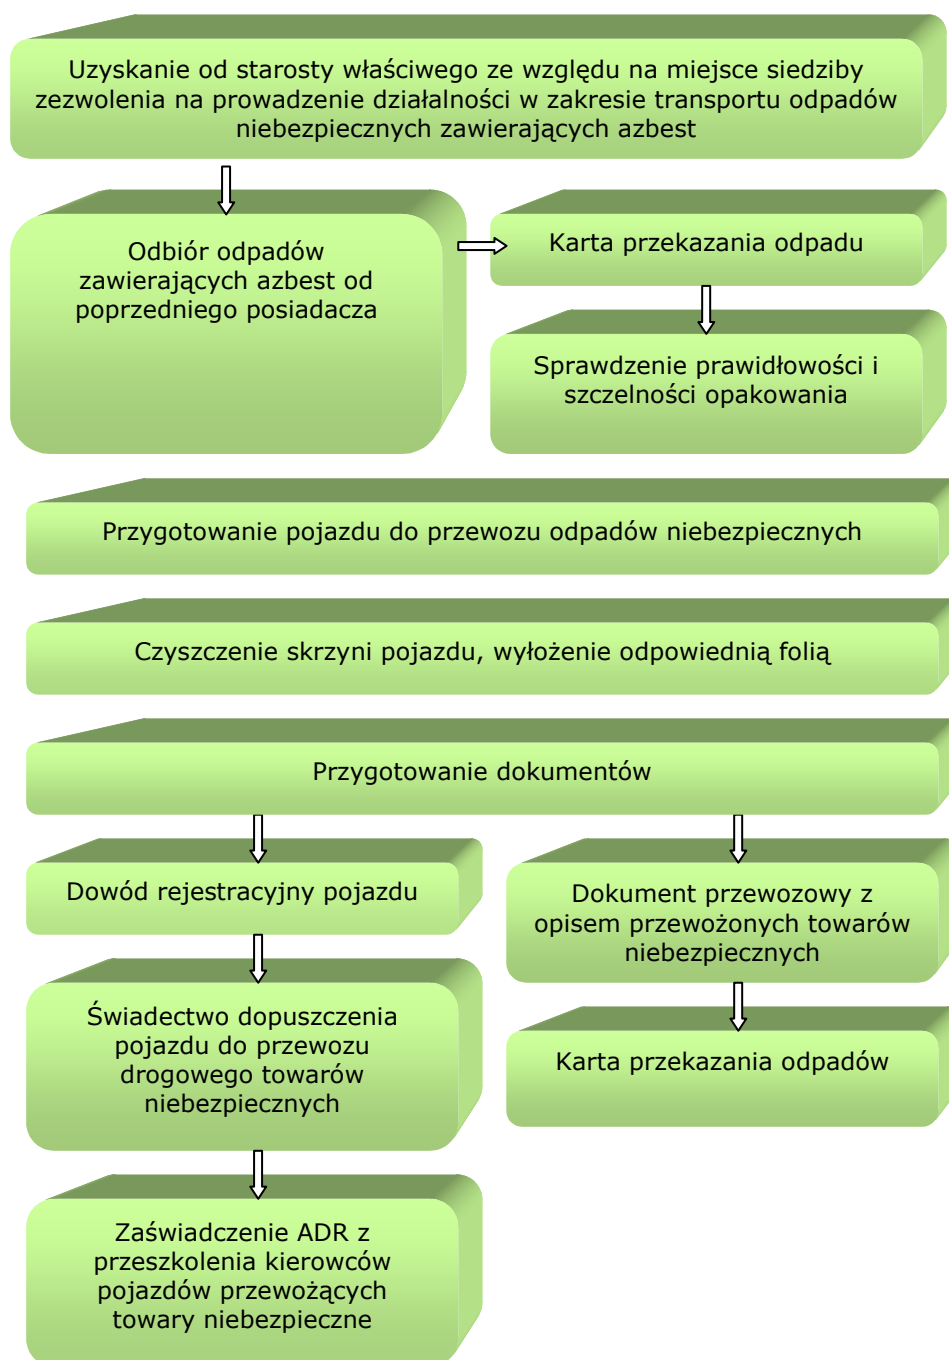 Uzyskanie od starosty właściwego ze względu na miejsce siedziby
zezwolenia na prowadzenie działalności w zakresie transportu odpadów
niebezpiecznych zawierających azbest
Odbiór odpadów
zawierających azbest od
poprzedniego posiadacza
Karta przekazania odpadu
Sprawdzenie prawidłowości i
szczelności opakowania
Przygotowanie pojazdu do przewozu odpadów niebezpiecznych
Czyszczenie skrzyni pojazdu, wyłożenie odpowiednią folią
Przygotowanie dokumentów
Dowód rejestracyjny pojazdu
Świadectwo dopuszczenia
pojazdu do przewozu
drogowego towarów
niebezpiecznych
Zaświadczenie ADR z
przeszkolenia kierowców
pojazdów przewożących
towary niebezpieczne
Dokument przewozowy z
opisem przewożonych towarów
niebezpiecznych
Karta przekazania odpadów